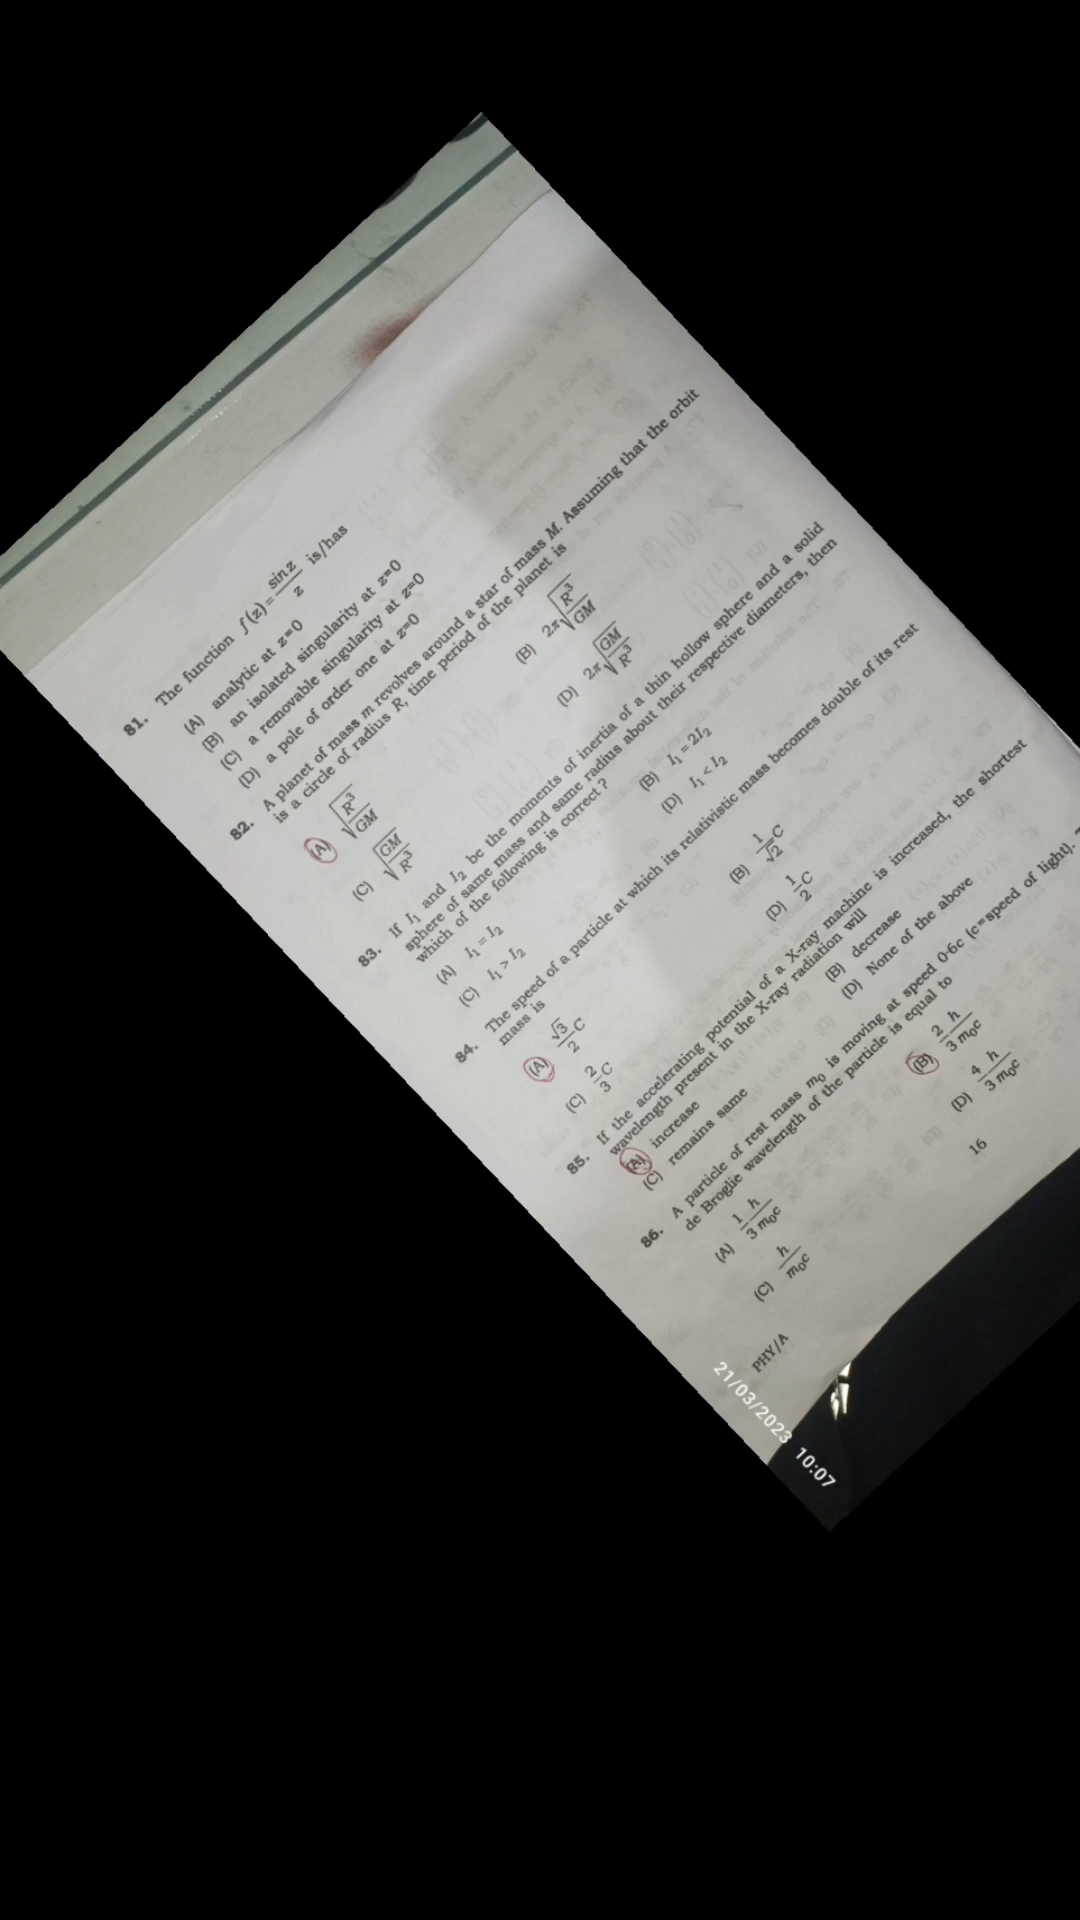 81. The function f(z)= sin z / z is/has
(A) analytic at z=0
(B) an isolated singularity at z=0
(C) a removable singularity at z=0
(D) a pole of order one at z=0
82. A planet of mass m revolves around a star of mass M. Assuming that the orbit
is a circle of radius R, time period of the planet is
(A) √(R³/GM) (B) 2π√(R³/GM)
(C) √(GM/R³) (D) 2π√(GM/R³)
83. If I₁ and I₂ be the moments of inertia of a thin hollow sphere and a solid
sphere of same mass and same radius about their respective diameters, then
which of the following is correct?
(A) I₁ = I₂ (B) I₁ = 2I₂
(C) I₁ > I₂ (D) I₁ < I₂
84. The speed of a particle at which its relativistic mass becomes double of its rest
mass is
(A) √3/2 C (B) 1/√2 C
(C) 2/3 C (D) 1/2 C
85. If the accelerating potential of a X-ray machine is increased, the shortest
wavelength present in the X-ray radiation will
(A) increase (B) decrease
(C) remains same (D) None of the above
86. A particle of rest mass m₀ is moving at speed 0·6c (c=speed of light).
de Broglie wavelength of the particle is equal to
(A) 1/3 h/m₀c (B) 2/3 h/m₀c
(C) h/m₀c (D) 4/3 h/m₀c
PHY/A 16
21/03/2023 10:07